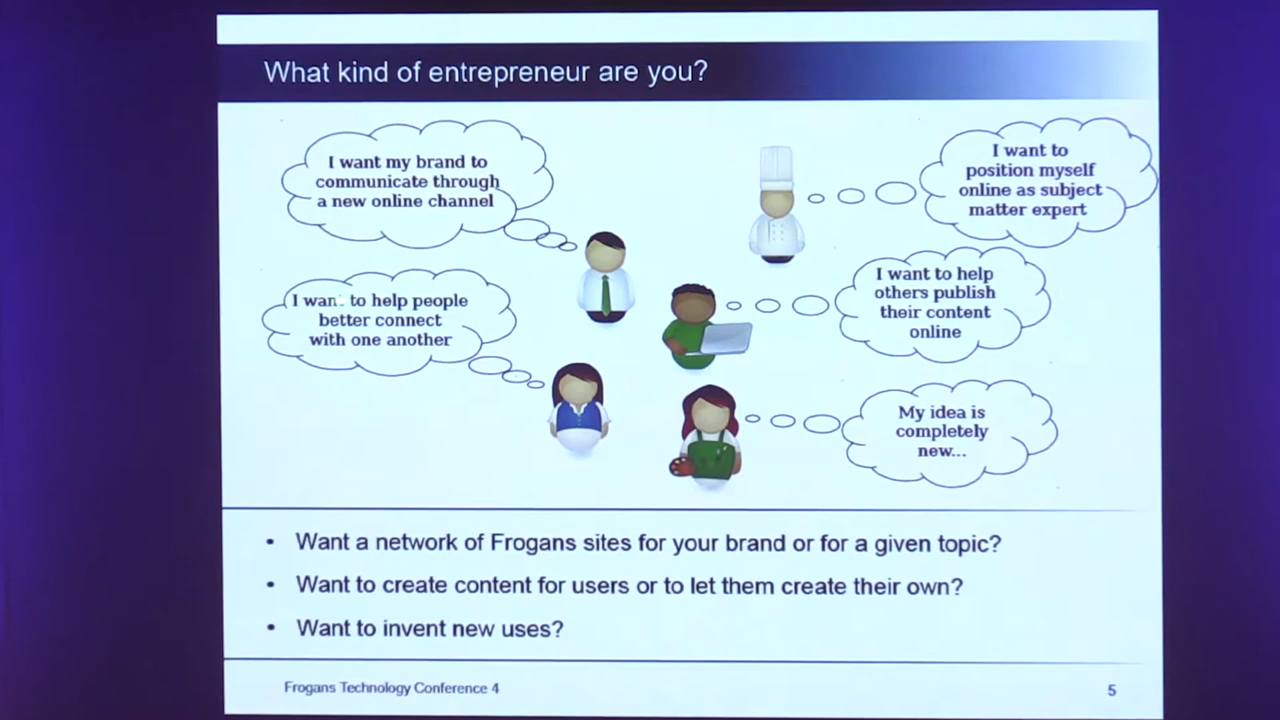 What kind of entrepreneur are you?
I want my brand to
communicate through
a new online channel
I want to
position myself
online as subject
matter expert
I want to help people
better connect
with one another
I want to help
others publish
their content
online
My idea is
completely
new...
• Want a network of Frogans sites for your brand or for a given topic?
• Want to create content for users or to let them create their own?
• Want to invent new uses?
Frogans Technology Conference 4
5